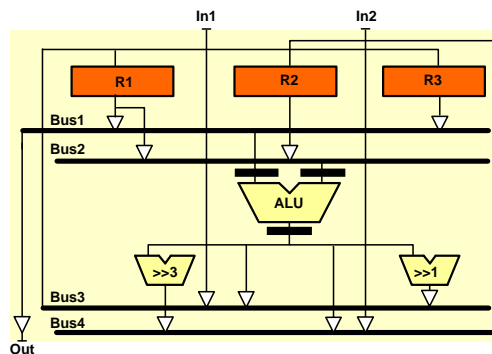 In1 In2
R1 R2 R3
Bus1
Bus2
ALU
>>3 >>1
Bus3
Bus4
Out